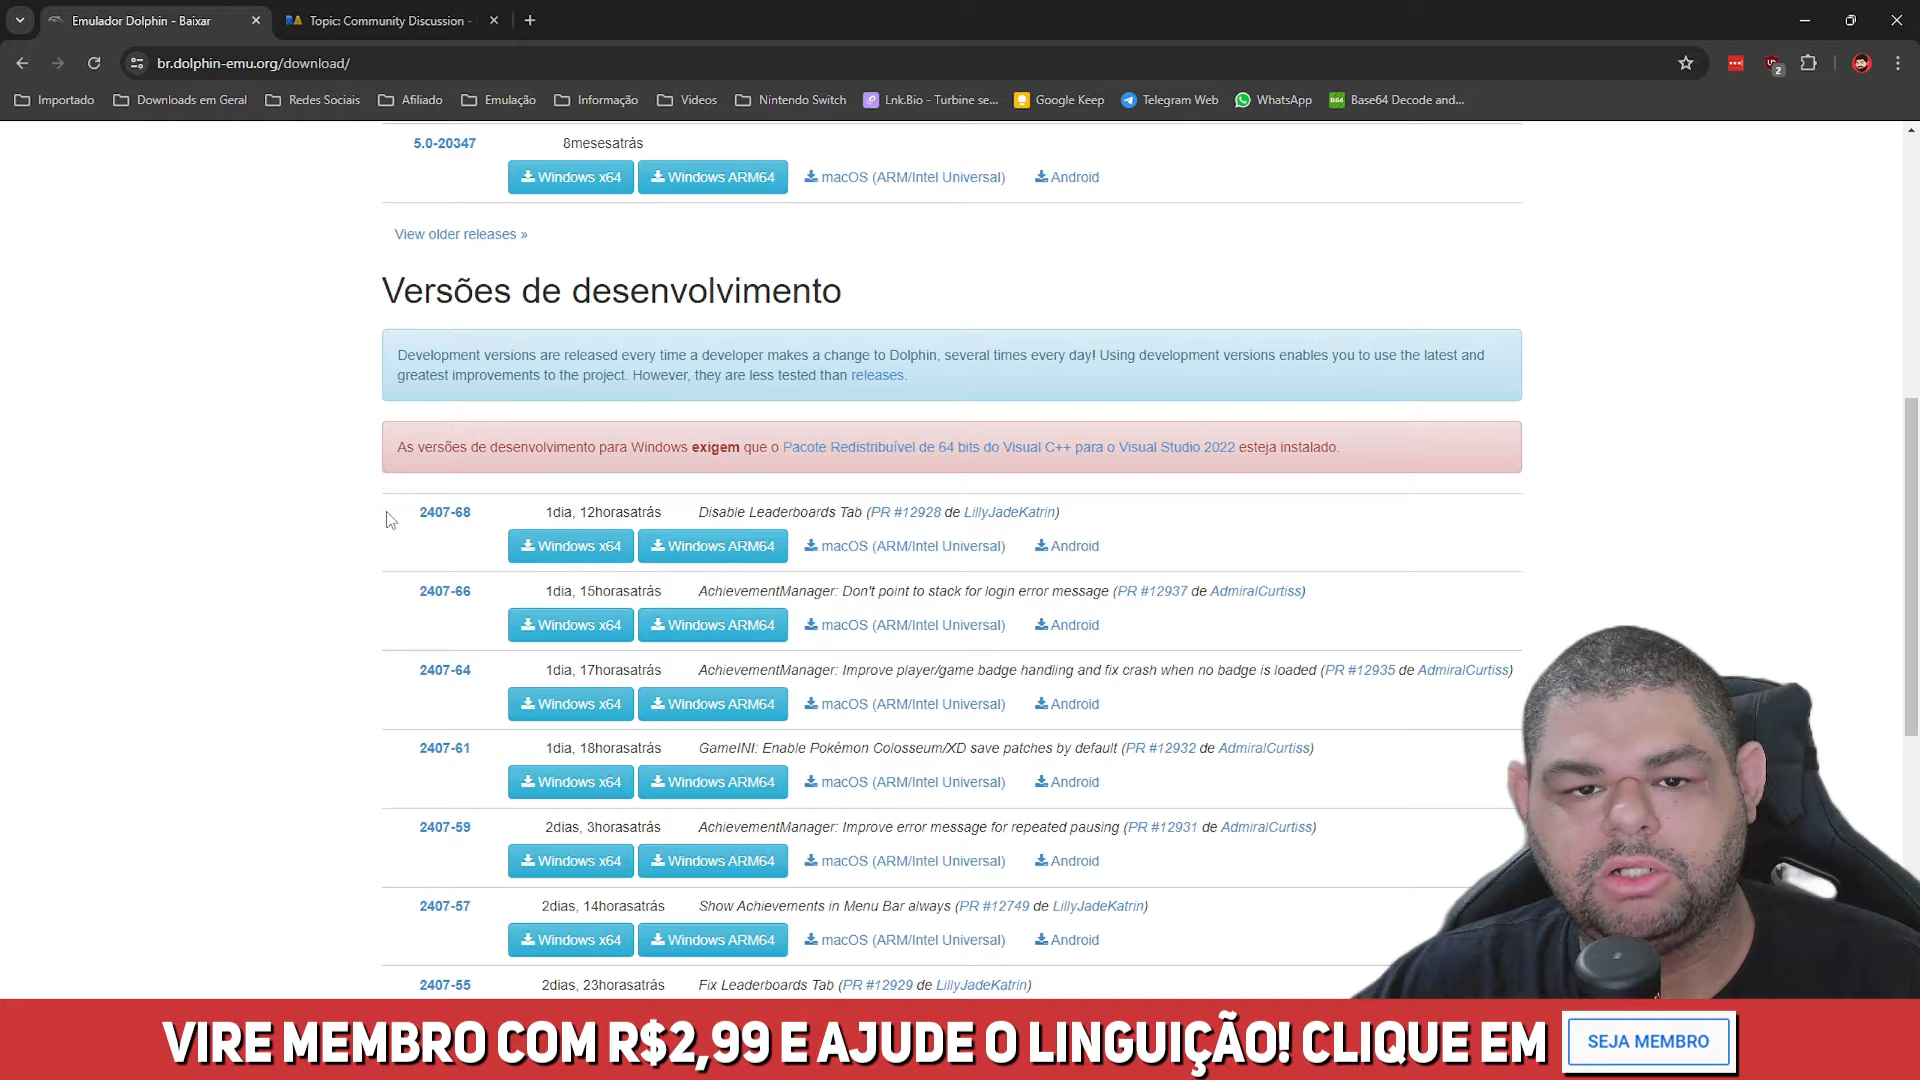 Emulador Dolphin - Baixar
Topic: Community Discussion -
br.dolphin-emu.org/download/
2
Importado
Downloads em Geral
Redes Sociais
Afiliado
Emulação
Informação
Videos
Nintendo Switch
Lnk.Bio - Turbine se...
Google Keep
Telegram Web
WhatsApp
Base64 Decode and...
5.0-20347 8mesesatrás
Windows x64 Windows ARM64 macOS (ARM/Intel Universal) Android
View older releases »
Versões de desenvolvimento
Development versions are released every time a developer makes a change to Dolphin, several times every day! Using development versions enables you to use the latest and
greatest improvements to the project. However, they are less tested than releases.
As versões de desenvolvimento para Windows exigem que o Pacote Redistribuível de 64 bits do Visual C++ para o Visual Studio 2022 esteja instalado.
2407-68 1dia, 12horasatrás Disable Leaderboards Tab (PR #12928 de LillyJadeKatrin)
Windows x64 Windows ARM64 macOS (ARM/Intel Universal) Android
2407-66 1dia, 15horasatrás AchievementManager: Don't point to stack for login error message (PR #12937 de AdmiralCurtiss)
Windows x64 Windows ARM64 macOS (ARM/Intel Universal) Android
2407-64 1dia, 17horasatrás AchievementManager: Improve player/game badge handling and fix crash when no badge is loaded (PR #12935 de AdmiralCurtiss)
Windows x64 Windows ARM64 macOS (ARM/Intel Universal) Android
2407-61 1dia, 18horasatrás GameINI: Enable Pokémon Colosseum/XD save patches by default (PR #12932 de AdmiralCurtiss)
Windows x64 Windows ARM64 macOS (ARM/Intel Universal) Android
2407-59 2dias, 3horasatrás AchievementManager: Improve error message for repeated pausing (PR #12931 de AdmiralCurtiss)
Windows x64 Windows ARM64 macOS (ARM/Intel Universal) Android
2407-57 2dias, 14horasatrás Show Achievements in Menu Bar always (PR #12749 de LillyJadeKatrin)
Windows x64 Windows ARM64 macOS (ARM/Intel Universal) Android
2407-55 2dias, 23horasatrás Fix Leaderboards Tab (PR #12929 de LillyJadeKatrin)
VIRE MEMBRO COM R$2,99 E AJUDE O LINGUIÇÃO! CLIQUE EM SEJA MEMBRO